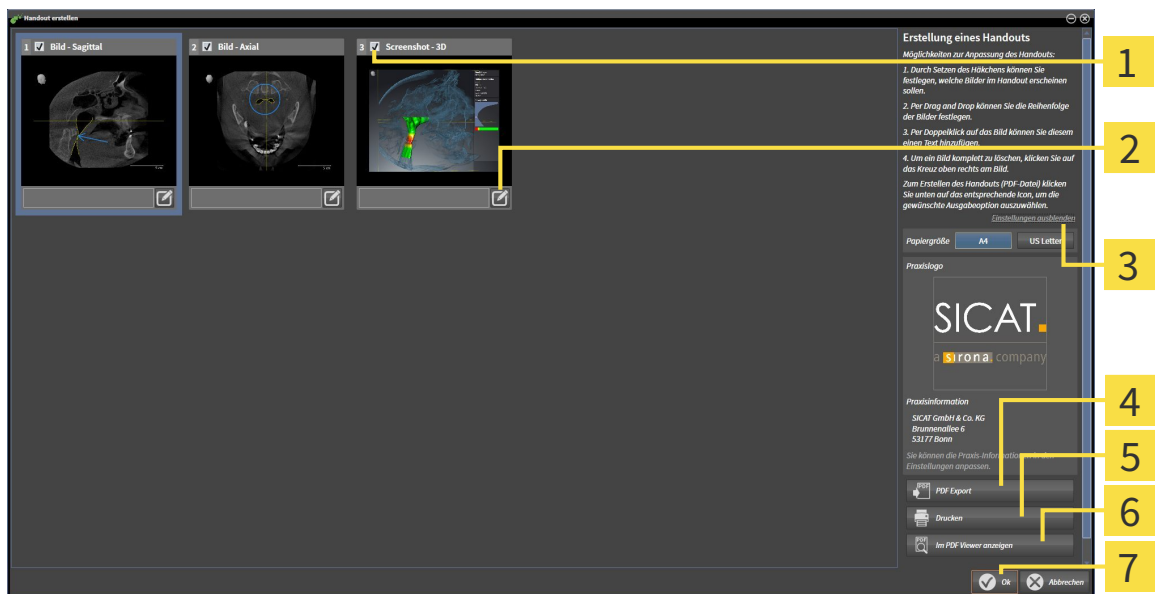 Handout erstellen
1 Bild - Sagittal
2 Bild - Axial
3 Screenshot - 3D
Erstellung eines Handouts
Möglichkeiten zur Anpassung des Handouts:
1. Durch Setzen des Häkchens können Sie
festlegen, welche Bilder im Handout erscheinen
sollen.
2. Per Drag and Drop können Sie die Reihenfolge
der Bilder festlegen.
3. Per Doppelklick auf das Bild können Sie diesem
einen Text hinzufügen.
4. Um ein Bild komplett zu löschen, klicken Sie auf
das Kreuz oben rechts am Bild.
Zum Erstellen des Handouts (PDF-Datei) klicken
Sie unten auf das entsprechende Icon, um die
gewünschte Ausgabeoption auszuwählen.
Einstellungen ausblenden
Papiergröße A4 US Letter
Praxislogo
SICAT.
a sirona. company
Praxisinformation
SICAT GmbH & Co. KG
Brunnenallee 6
53177 Bonn
Sie können die Praxis-Informationen in den
Einstellungen anpassen.
PDF Export
Drucken
Im PDF Viewer anzeigen
Ok Abbrechen
1
2
3
4
5
6
7